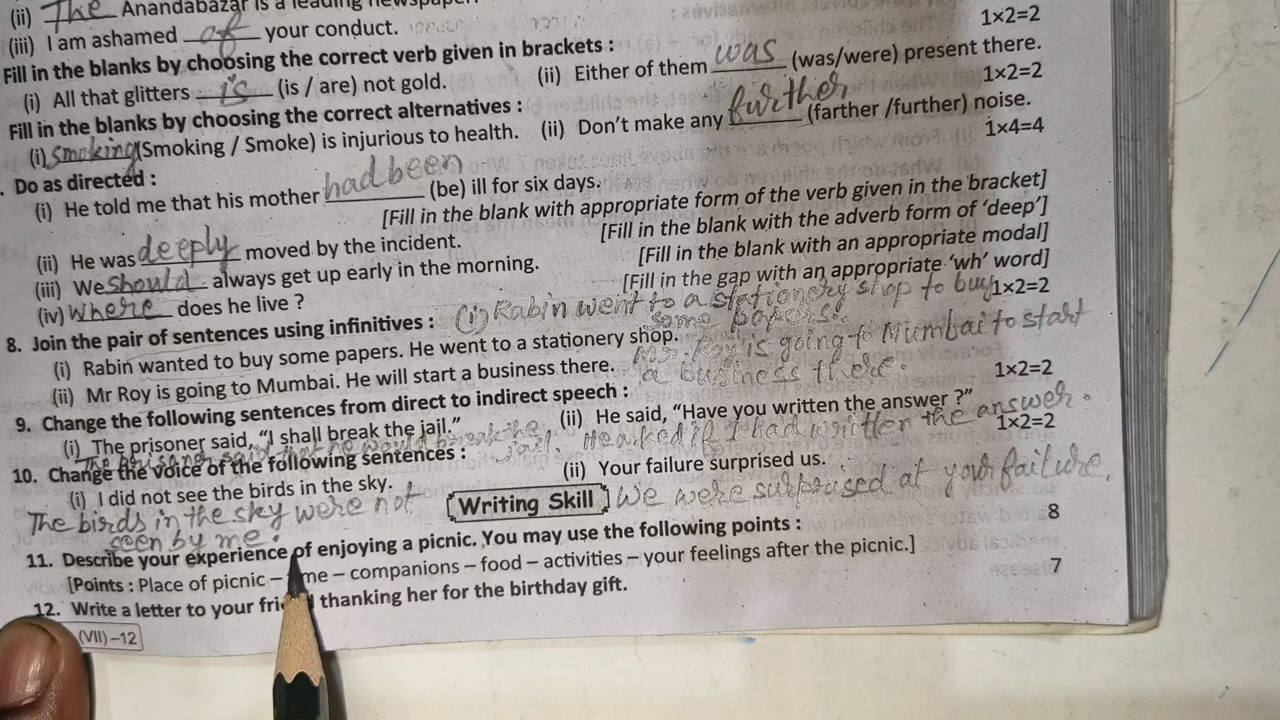 (ii) The Anandabazar is a leading newspaper.
(iii) I am ashamed of your conduct.
1×2=2
Fill in the blanks by choosing the correct verb given in brackets :
(i) All that glitters is (is / are) not gold. (ii) Either of them was (was/were) present there.
1×2=2
Fill in the blanks by choosing the correct alternatives :
(i) Smoking (Smoking / Smoke) is injurious to health. (ii) Don't make any further (farther /further) noise.
1×4=4
. Do as directed :
(i) He told me that his mother had been (be) ill for six days.
[Fill in the blank with appropriate form of the verb given in the bracket]
(ii) He was deeply moved by the incident. [Fill in the blank with the adverb form of 'deep']
(iii) We should always get up early in the morning. [Fill in the blank with an appropriate modal]
(iv) Where does he live ? [Fill in the gap with an appropriate 'wh' word]
8. Join the pair of sentences using infinitives : 1×2=2
(i) Rabin went to a stationery shop to buy
some papers.
(i) Rabin wanted to buy some papers. He went to a stationery shop.
Mr. Roy is going to Mumbai to start
a business there.
(ii) Mr Roy is going to Mumbai. He will start a business there.
9. Change the following sentences from direct to indirect speech : 1×2=2
(i) The prisoner said, "I shall break the jail." (ii) He said, "Have you written the answer ?"
The prisoner said that he would break the jail. He asked if I had written the answer.
10. Change the voice of the following sentences : 1×2=2
(i) I did not see the birds in the sky. (ii) Your failure surprised us.
The birds in the sky were not
seen by me.
We were surprised at your failure.
Writing Skill
11. Describe your experience of enjoying a picnic. You may use the following points : 8
[Points : Place of picnic – – companions – food – activities – your feelings after the picnic.]
12. Write a letter to your thanking her for the birthday gift. 7
(VII)–12